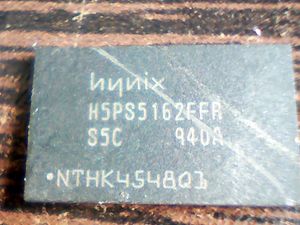 hynix
H5PS5162FFR
S5C 940A
NTHK4548Q3